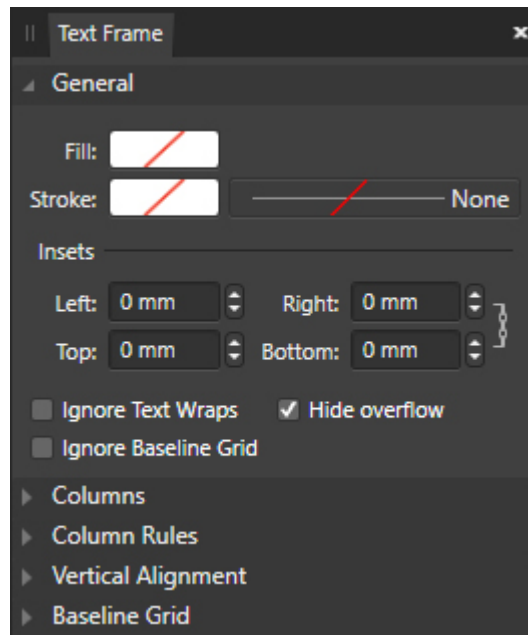 Text Frame
General
Fill:
Stroke: None
Insets
Left: 0 mm Right: 0 mm
Top: 0 mm Bottom: 0 mm
Ignore Text Wraps Hide overflow
Ignore Baseline Grid
Columns
Column Rules
Vertical Alignment
Baseline Grid